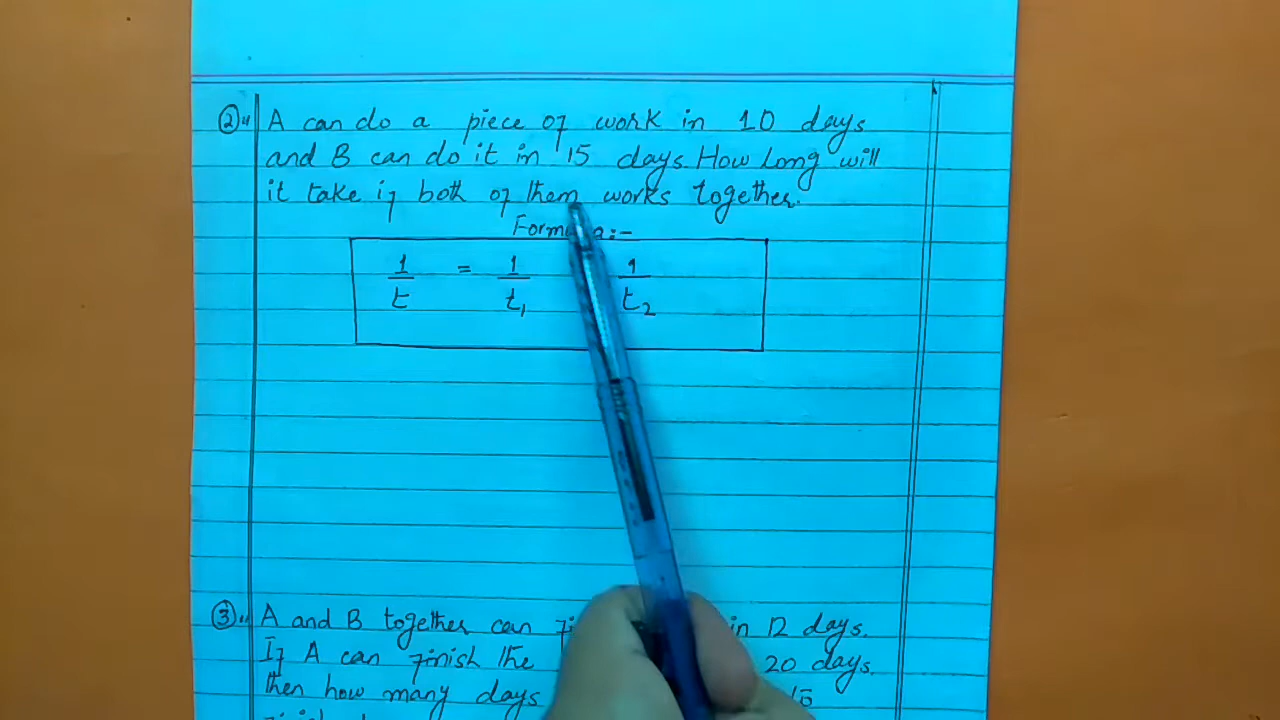 ②" A can do a piece of work in 10 days
and B can do it in 15 days. How long will
it take if both of them works together.
Formula:-
1/t = 1/t₁ 1/t₂
③" A and B together can in 12 days.
If A can finish the 20 days.
then how many days